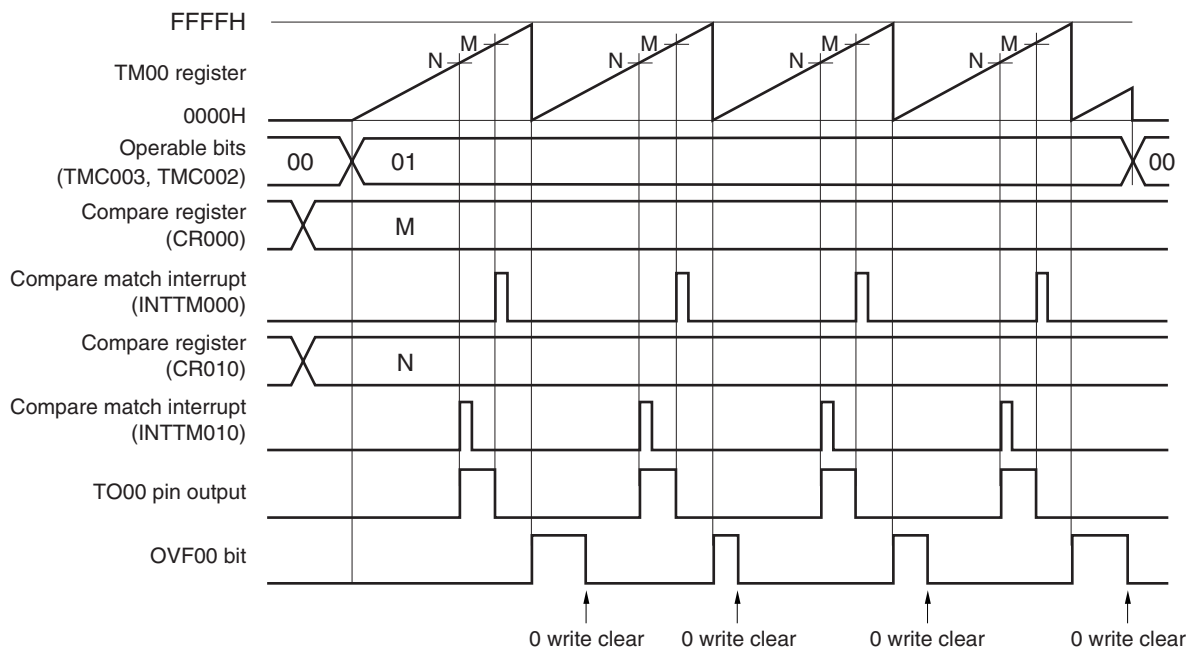 FFFFH
TM00 register
0000H
N M N M N M N M
Operable bits
(TMC003, TMC002)
00 01 00
Compare register
(CR000)
M
Compare match interrupt
(INTTM000)
Compare register
(CR010)
N
Compare match interrupt
(INTTM010)
TO00 pin output
OVF00 bit
0 write clear 0 write clear 0 write clear 0 write clear